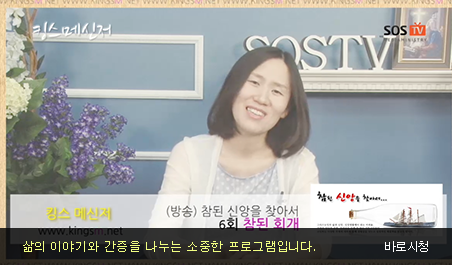 WWW.KINGSM.NET
킹스메신저
SOS TV
SOSTV
킹스 메신저
www.kingsm.net
(방송) 참된 신앙을 찾아서
6회 참된 회개
참된 신앙을 찾아서...
삶의 이야기와 간증을 나누는 소중한 프로그램입니다.
바로시청